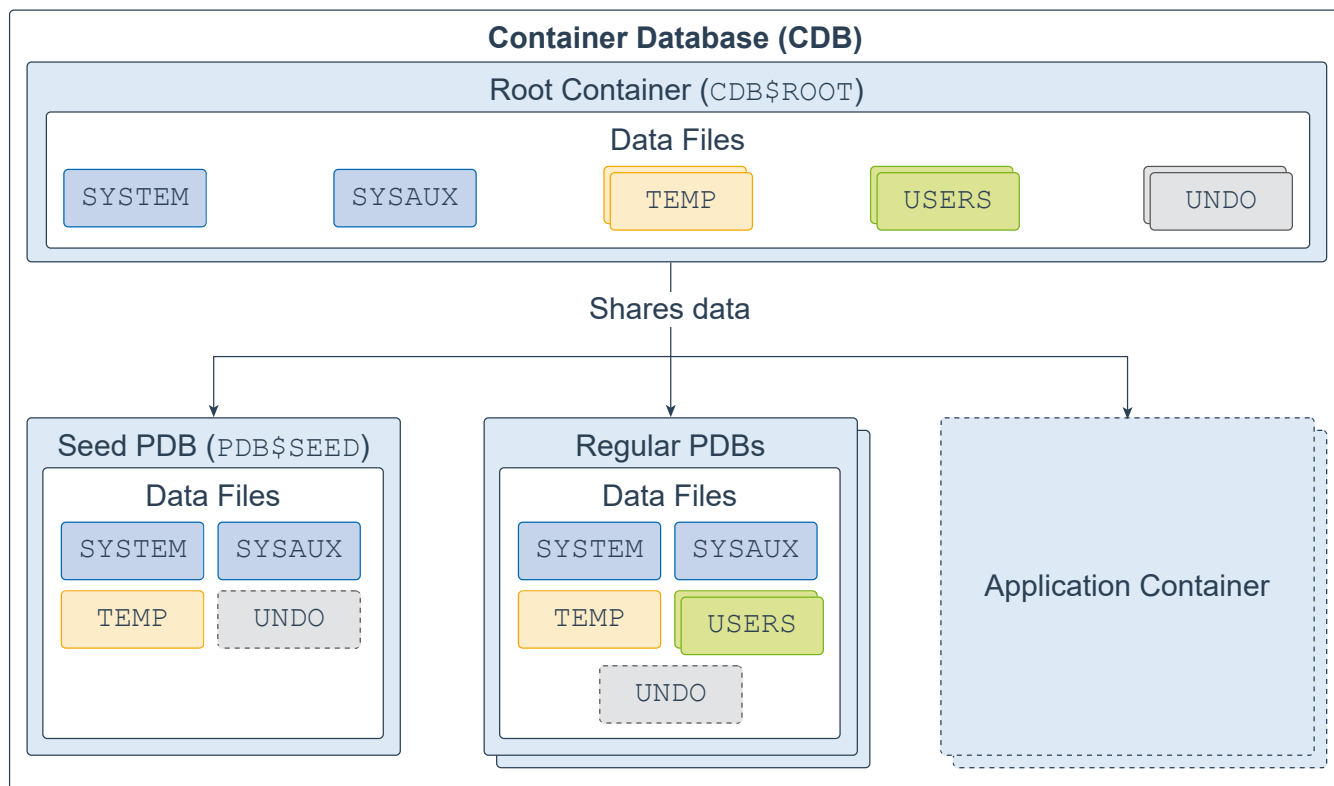 Container Database (CDB)
Root Container (CDB$ROOT)
Data Files
SYSTEM
SYSAUX
TEMP
USERS
UNDO
Shares data
Seed PDB (PDB$SEED)
Data Files
SYSTEM
SYSAUX
TEMP
UNDO
Regular PDBs
Data Files
SYSTEM
SYSAUX
TEMP
USERS
UNDO
Application Container